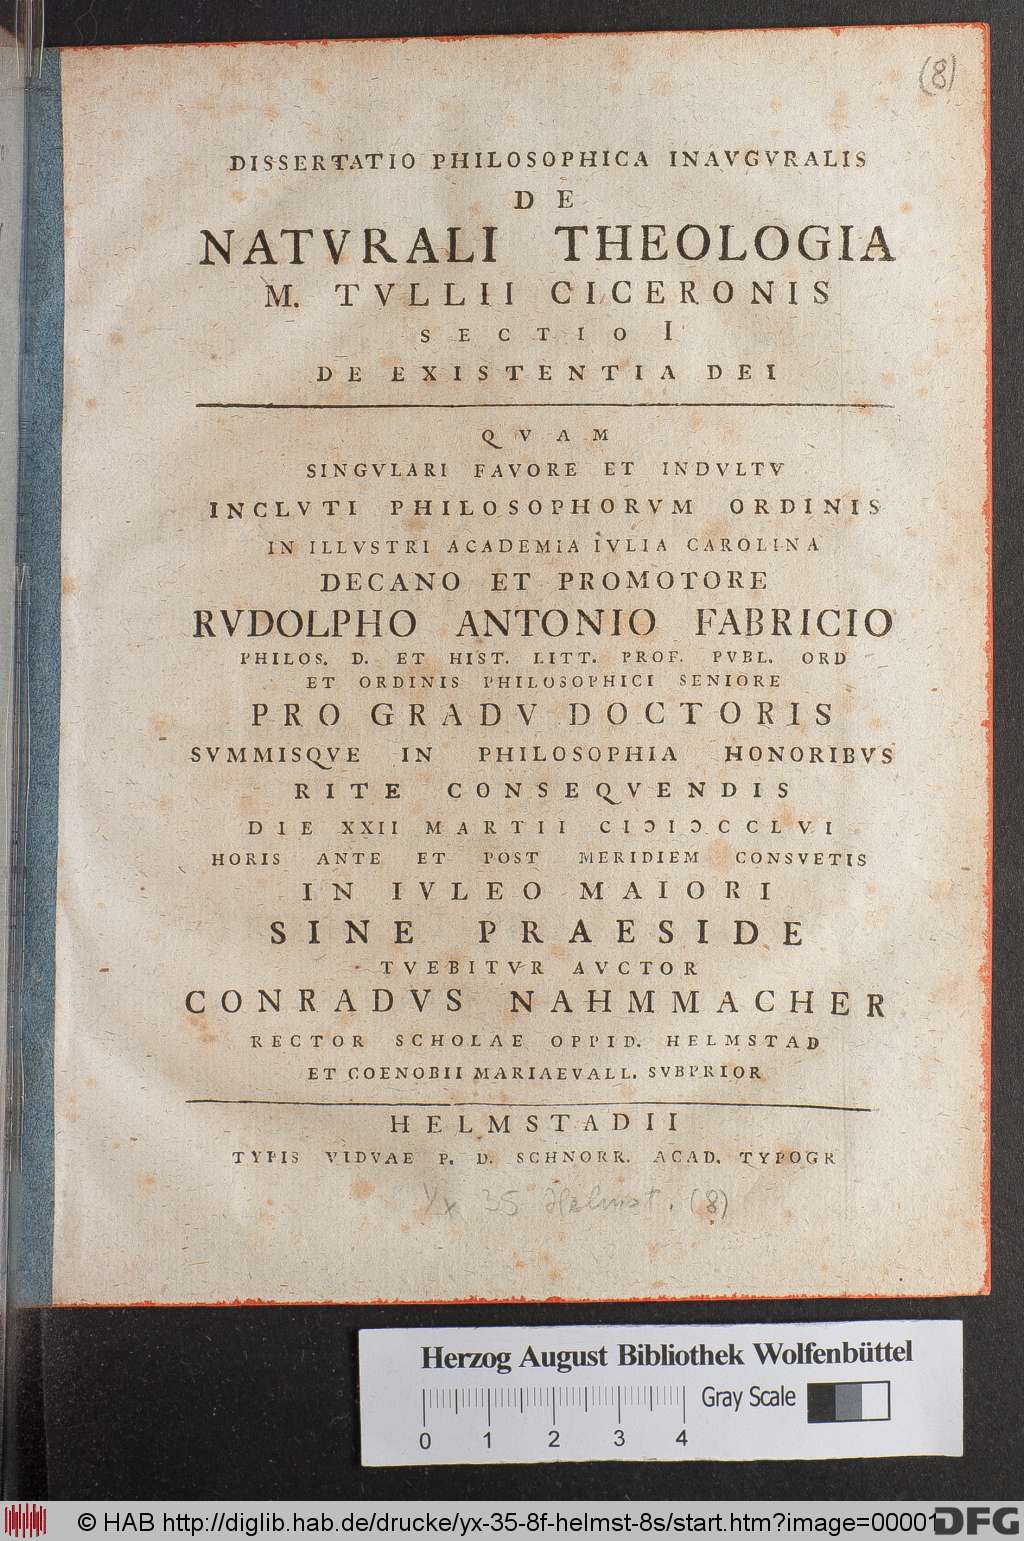 (8)
DISSERTATIO PHILOSOPHICA INAVGVRALIS
DE
NATVRALI THEOLOGIA
M. TVLLII CICERONIS
SECTIO I
DE EXISTENTIA DEI
QVAM
SINGVLARI FAVORE ET INDVLTV
INCLVTI PHILOSOPHORVM ORDINIS
IN ILLVSTRI ACADEMIA IVLIA CAROLINA
DECANO ET PROMOTORE
RVDOLPHO ANTONIO FABRICIO
PHILOS. D. ET HIST. LITT. PROF. PVBL. ORD
ET ORDINIS PHILOSOPHICI SENIORE
PRO GRADV DOCTORIS
SVMMISQVE IN PHILOSOPHIA HONORIBVS
RITE CONSEQVENDIS
DIE XXII MARTII CIↃIↃCCLVI
HORIS ANTE ET POST MERIDIEM CONSVETIS
IN IVLEO MAIORI
SINE PRAESIDE
TVEBITVR AVCTOR
CONRADVS NAHMMACHER
RECTOR SCHOLAE OPPID. HELMSTAD
ET COENOBII MARIAEVALL. SVBPRIOR
HELMSTADII
TYPIS VIDVAE P. D. SCHNORR. ACAD. TYPOGR
Yx 35 Helmst. (8)
Herzog August Bibliothek Wolfenbüttel
Gray Scale
0 1 2 3 4
© HAB http://diglib.hab.de/drucke/yx-35-8f-helmst-8s/start.htm?image=00001
DFG